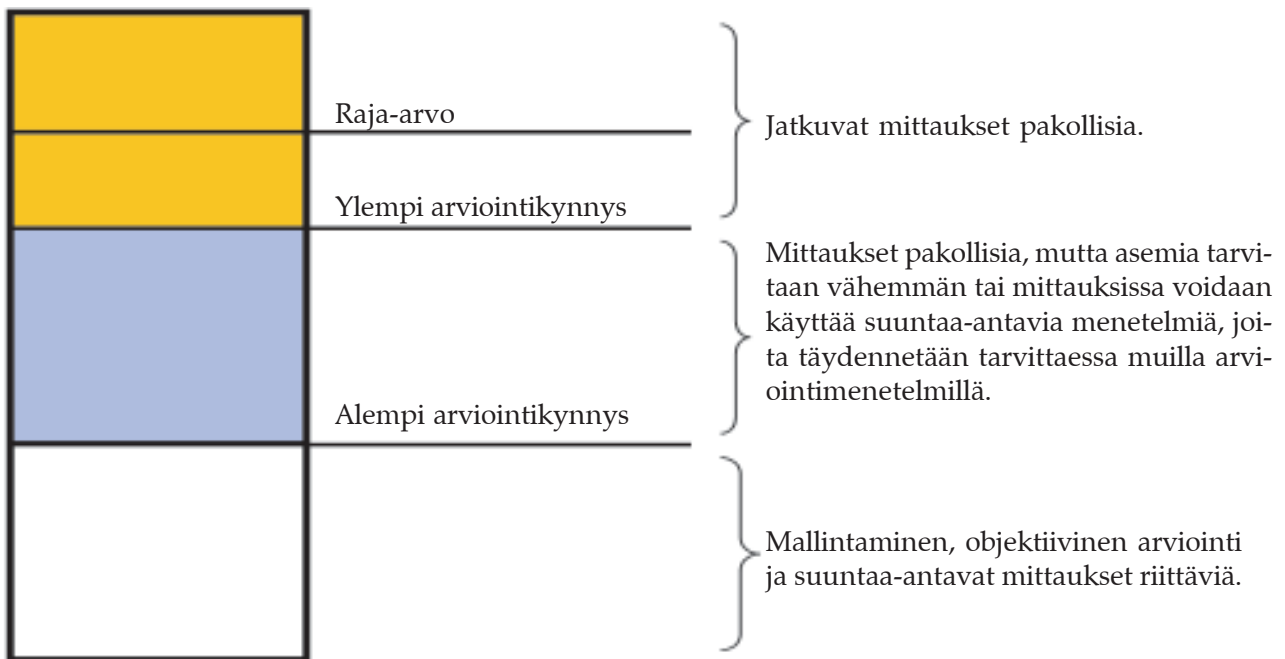 Raja-arvo
Jatkuvat mittaukset pakollisia.
Ylempi arviointikynnys
Mittaukset pakollisia, mutta asemia tarvi-
taan vähemmän tai mittauksissa voidaan
käyttää suuntaa-antavia menetelmiä, joi-
ta täydennetään tarvittaessa muilla arvi-
ointimenetelmillä.
Alempi arviointikynnys
Mallintaminen, objektiivinen arviointi
ja suuntaa-antavat mittaukset riittäviä.